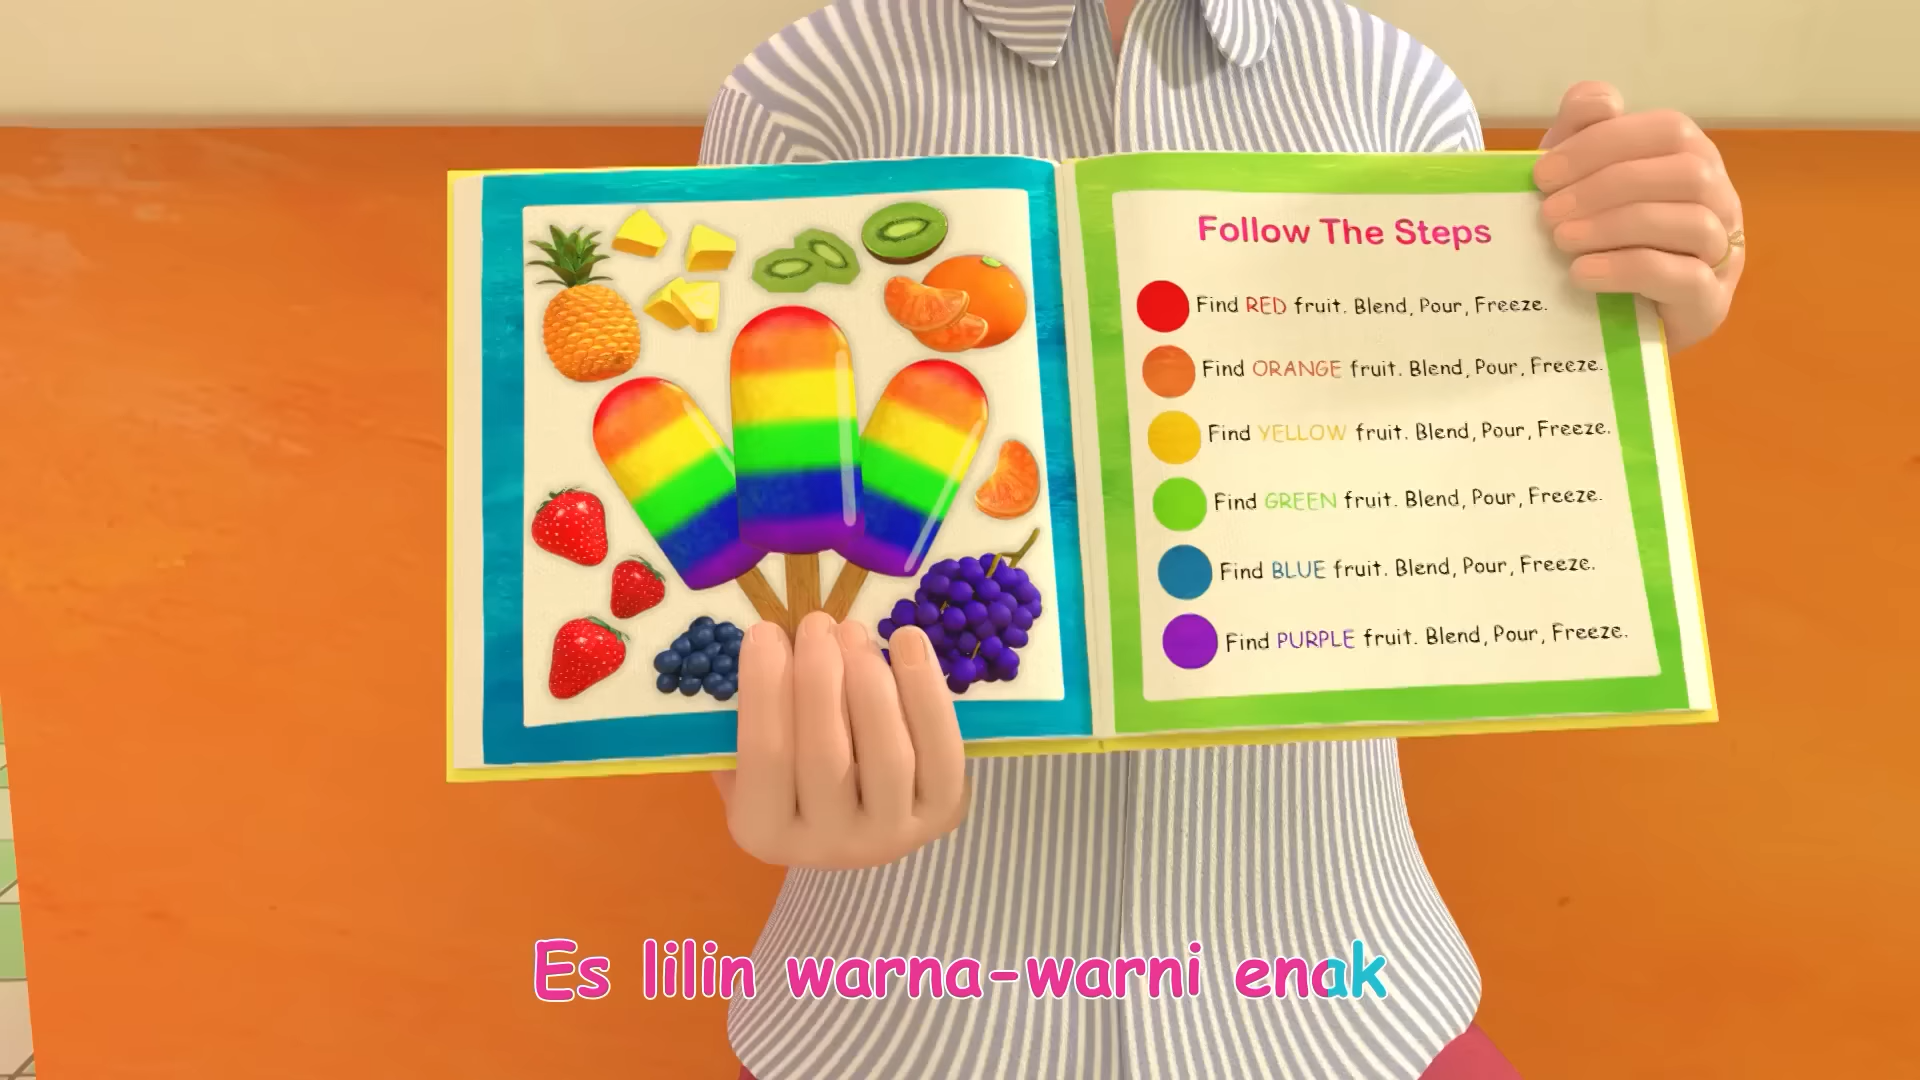 Follow The Steps
Find RED fruit. Blend, Pour, Freeze.
Find ORANGE fruit. Blend, Pour, Freeze.
Find YELLOW fruit. Blend, Pour, Freeze.
Find GREEN fruit. Blend, Pour, Freeze.
Find BLUE fruit. Blend, Pour, Freeze.
Find PURPLE fruit. Blend, Pour, Freeze.
Es lilin warna-warni enak